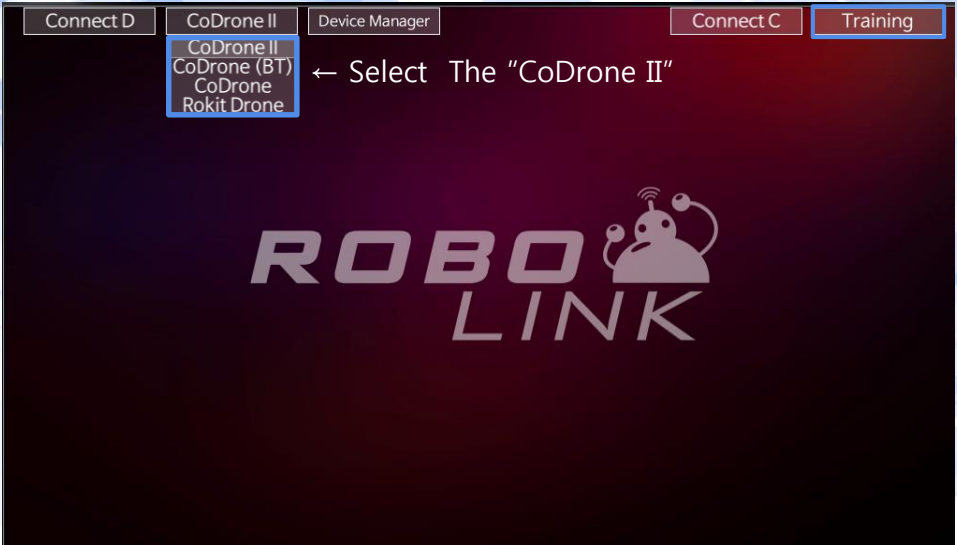 Connect D CoDrone II Device Manager Connect C Training
CoDrone II
CoDrone (BT)
CoDrone
Rokit Drone
← Select The “CoDrone II”
ROBO
LINK